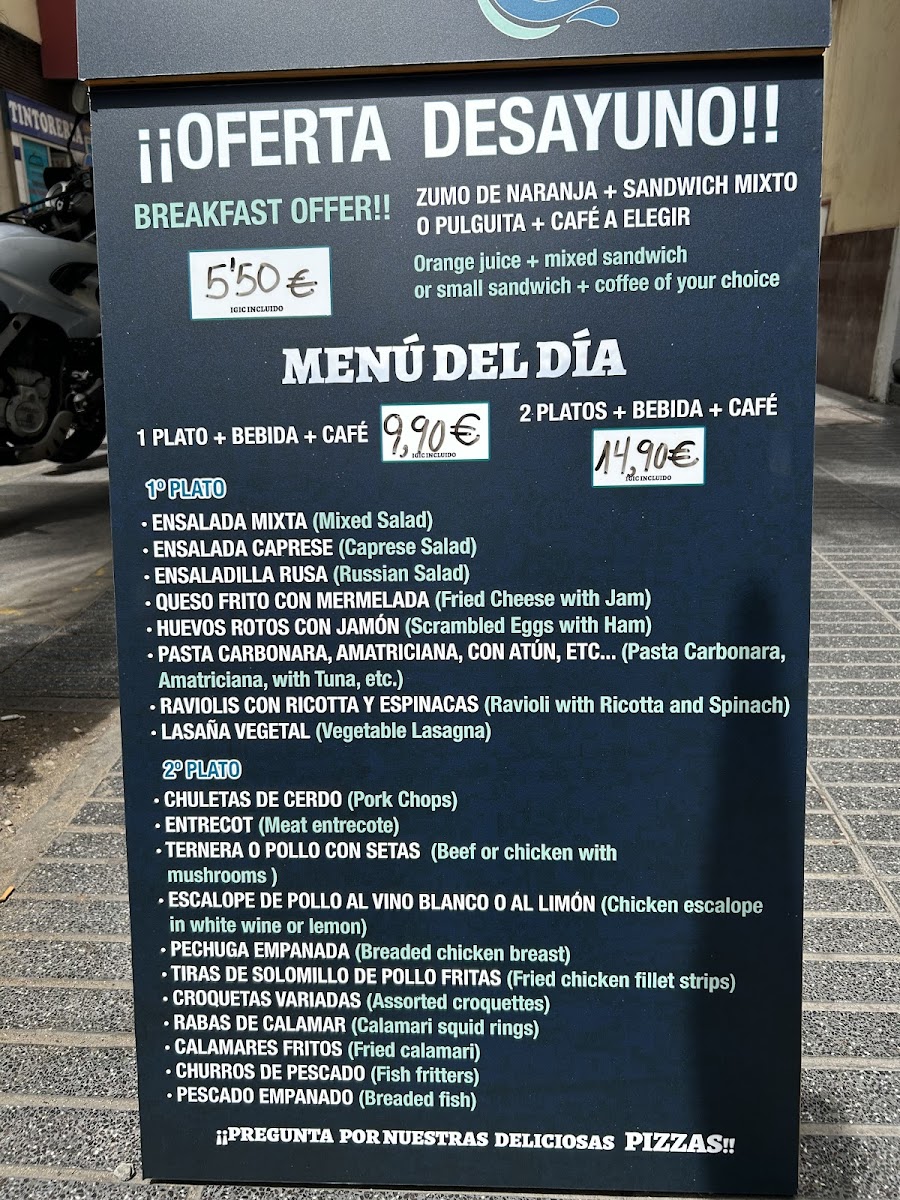 TINTORERIA
¡¡OFERTA DESAYUNO!!
BREAKFAST OFFER!!
ZUMO DE NARANJA + SANDWICH MIXTO
O PULGUITA + CAFÉ A ELEGIR
5'50 €
IGIC INCLUIDO
Orange juice + mixed sandwich
or small sandwich + coffee of your choice
MENÚ DEL DÍA
1 PLATO + BEBIDA + CAFÉ
9,90 €
IGIC INCLUIDO
2 PLATOS + BEBIDA + CAFÉ
14,90€
IGIC INCLUIDO
1º PLATO
• ENSALADA MIXTA (Mixed Salad)
• ENSALADA CAPRESE (Caprese Salad)
• ENSALADILLA RUSA (Russian Salad)
• QUESO FRITO CON MERMELADA (Fried Cheese with Jam)
• HUEVOS ROTOS CON JAMÓN (Scrambled Eggs with Ham)
• PASTA CARBONARA, AMATRICIANA, CON ATÚN, ETC... (Pasta Carbonara,
Amatriciana, with Tuna, etc.)
• RAVIOLIS CON RICOTTA Y ESPINACAS (Ravioli with Ricotta and Spinach)
• LASAÑA VEGETAL (Vegetable Lasagna)
2º PLATO
• CHULETAS DE CERDO (Pork Chops)
• ENTRECOT (Meat entrecote)
• TERNERA O POLLO CON SETAS (Beef or chicken with
mushrooms )
• ESCALOPE DE POLLO AL VINO BLANCO O AL LIMÓN (Chicken escalope
in white wine or lemon)
• PECHUGA EMPANADA (Breaded chicken breast)
• TIRAS DE SOLOMILLO DE POLLO FRITAS (Fried chicken fillet strips)
• CROQUETAS VARIADAS (Assorted croquettes)
• RABAS DE CALAMAR (Calamari squid rings)
• CALAMARES FRITOS (Fried calamari)
• CHURROS DE PESCADO (Fish fritters)
• PESCADO EMPANADO (Breaded fish)
¡¡PREGUNTA POR NUESTRAS DELICIOSAS PIZZAS!!